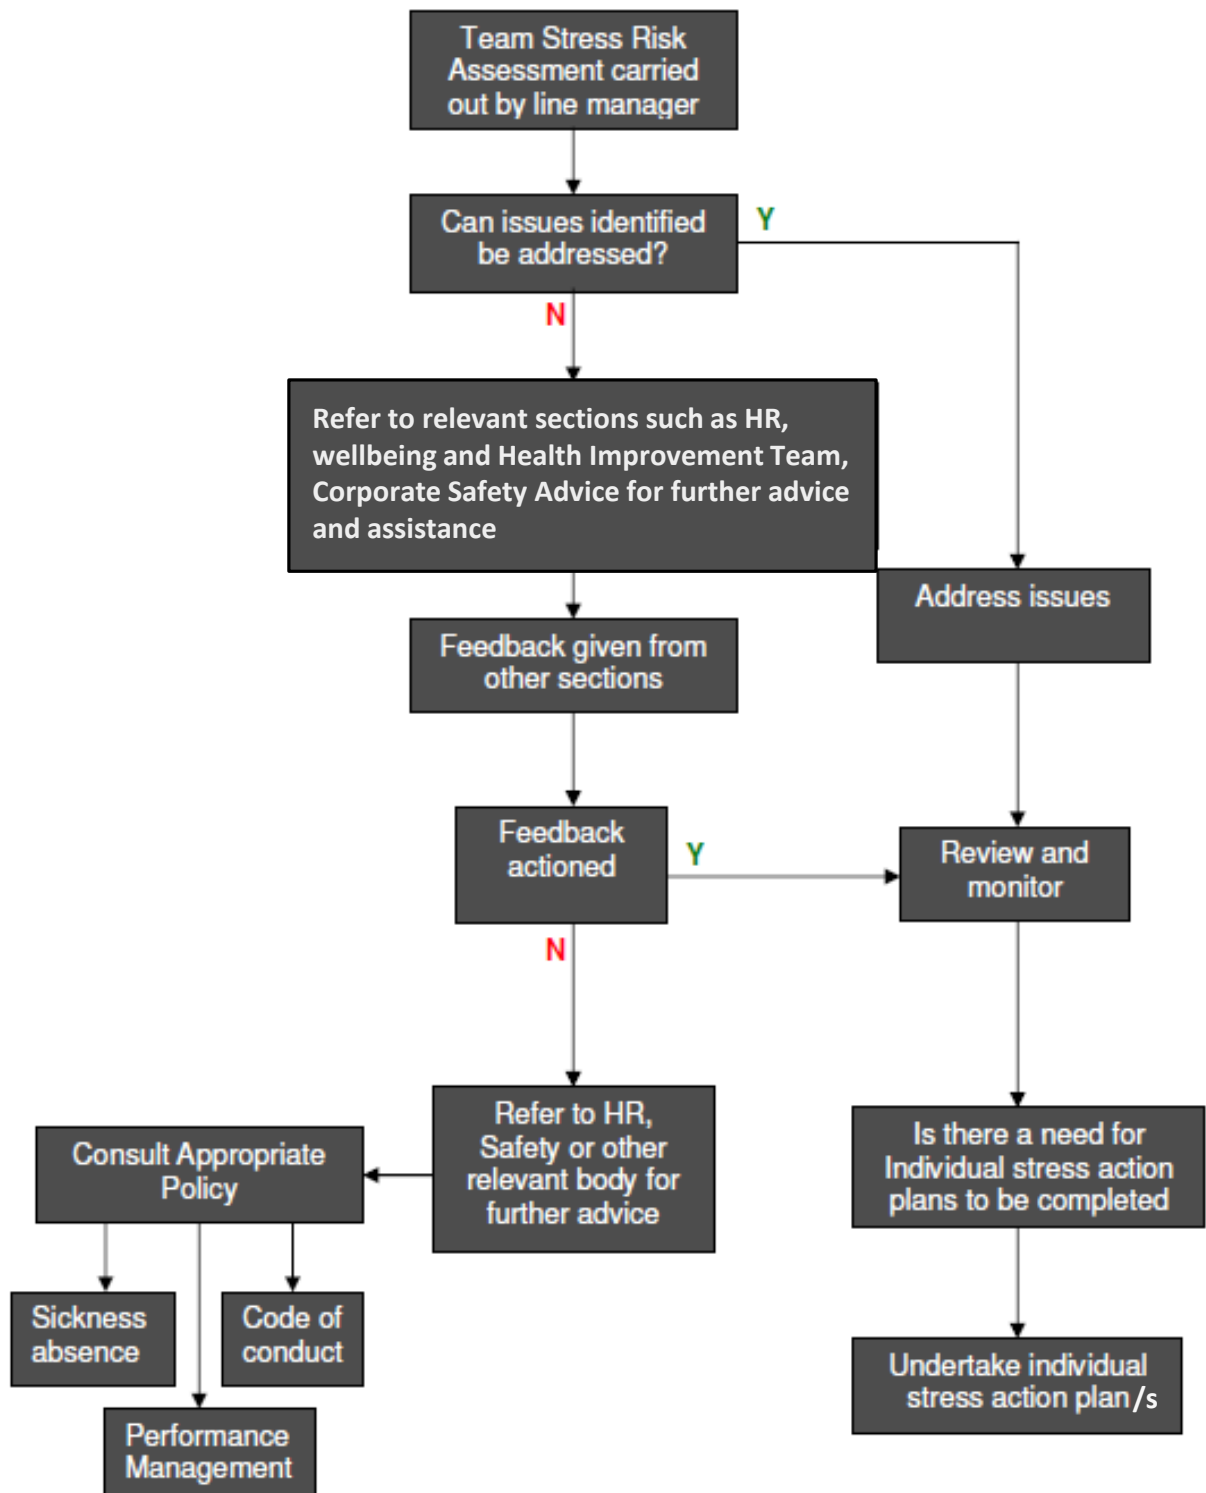 Team Stress Risk
Assessment carried
out by line manager
Can issues identified
be addressed?
Y
N
Refer to relevant sections such as HR,
wellbeing and Health Improvement Team,
Corporate Safety Advice for further advice
and assistance
Address issues
Feedback given from
other sections
Feedback
actioned
Y
Review and
monitor
N
Refer to HR,
Safety or other
relevant body for
further advice
Is there a need for
Individual stress action
plans to be completed
Consult Appropriate
Policy
Sickness
absence
Code of
conduct
Performance
Management
Undertake individual
stress action plan/s